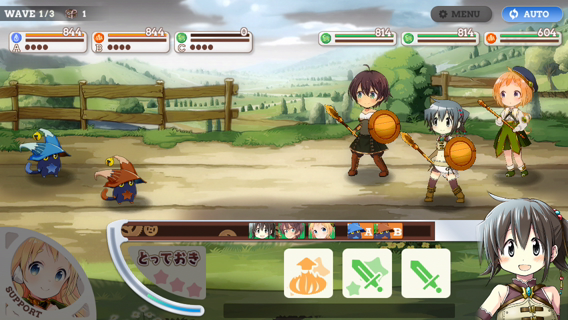 WAVE 1/3 1
MENU
AUTO
844
844
0
814
814
604
A
B
C
A
B
とっておき
SUPPORT